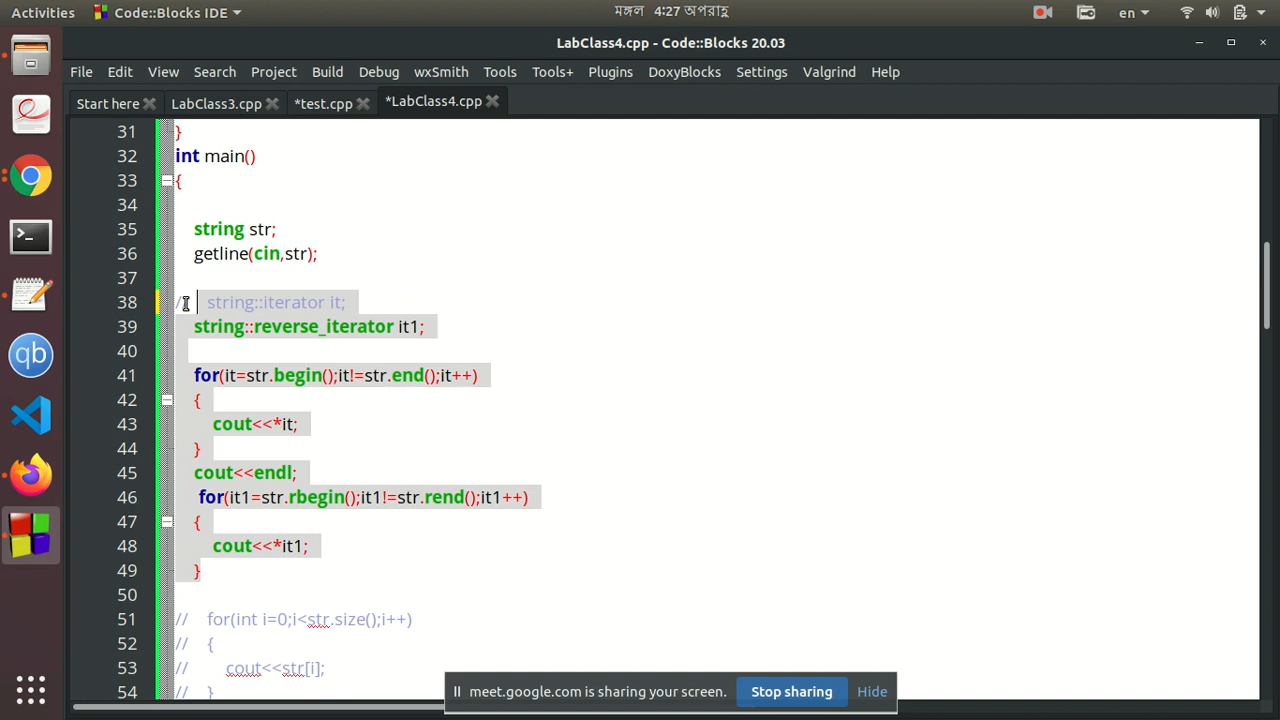 Activities
Code::Blocks IDE
মঙ্গল 4:27 অপরাহ্ণ
en
LabClass4.cpp - Code::Blocks 20.03
File Edit View Search Project Build Debug wxSmith Tools Tools+ Plugins DoxyBlocks Settings Valgrind Help
Start here LabClass3.cpp *test.cpp *LabClass4.cpp
31 }
32 int main()
33 {
34
35 string str;
36 getline(cin,str);
37
38 // string::iterator it;
39 string::reverse_iterator it1;
40
41 for(it=str.begin();it!=str.end();it++)
42 {
43 cout<<*it;
44 }
45 cout<<endl;
46 for(it1=str.rbegin();it1!=str.rend();it1++)
47 {
48 cout<<*it1;
49 }
50
51 // for(int i=0;i<str.size();i++)
52 // {
53 // cout<<str[i];
54 // }
meet.google.com is sharing your screen. Stop sharing Hide
qb